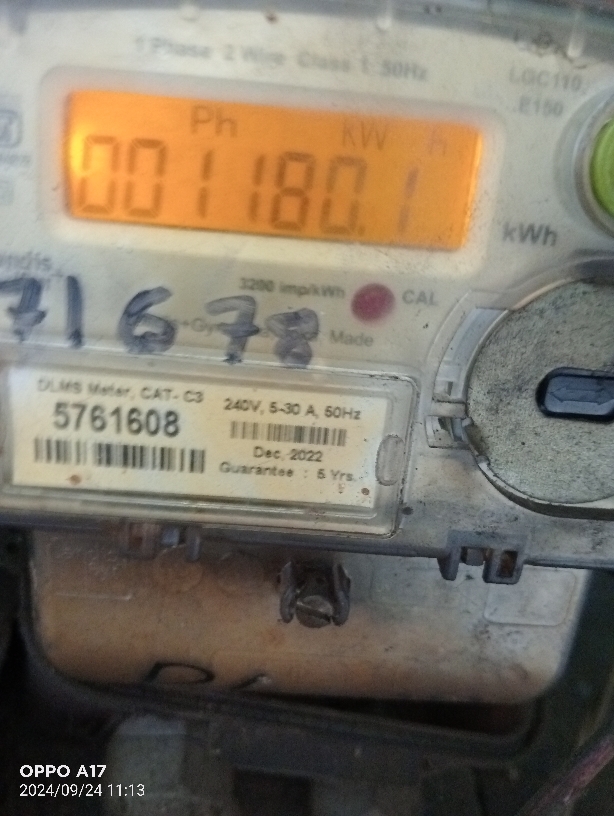 1 Phase 2 Wire Class 1 50Hz
LGC110,
E150
Ph kW h
001180.1
kWh
3200 imp/kWh
CAL
71678
Made
DLMS Meter, CAT- C3
5761608
240V, 5-30 A, 50Hz
Dec, 2022
Guarantee : 5 Yrs.
OPPO A17
2024/09/24 11:13